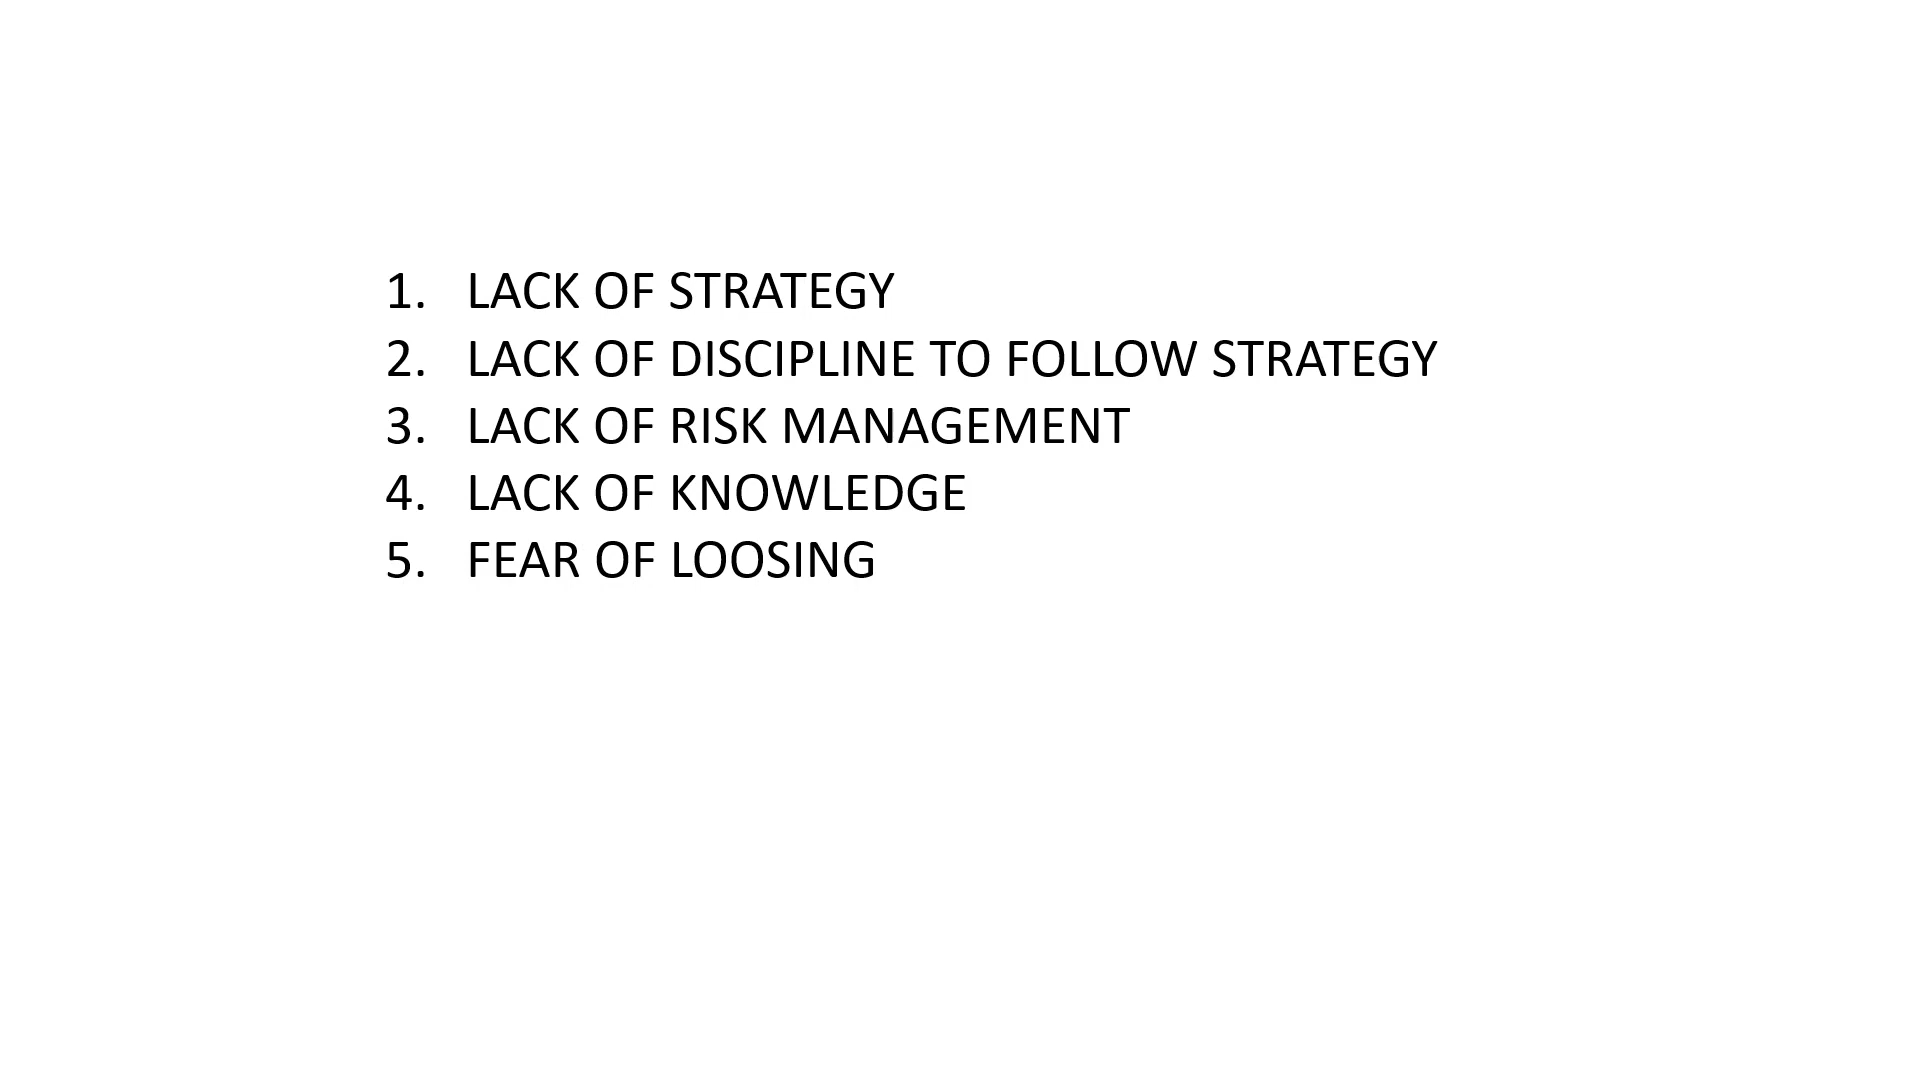 1. LACK OF STRATEGY
2. LACK OF DISCIPLINE TO FOLLOW STRATEGY
3. LACK OF RISK MANAGEMENT
4. LACK OF KNOWLEDGE
5. FEAR OF LOOSING